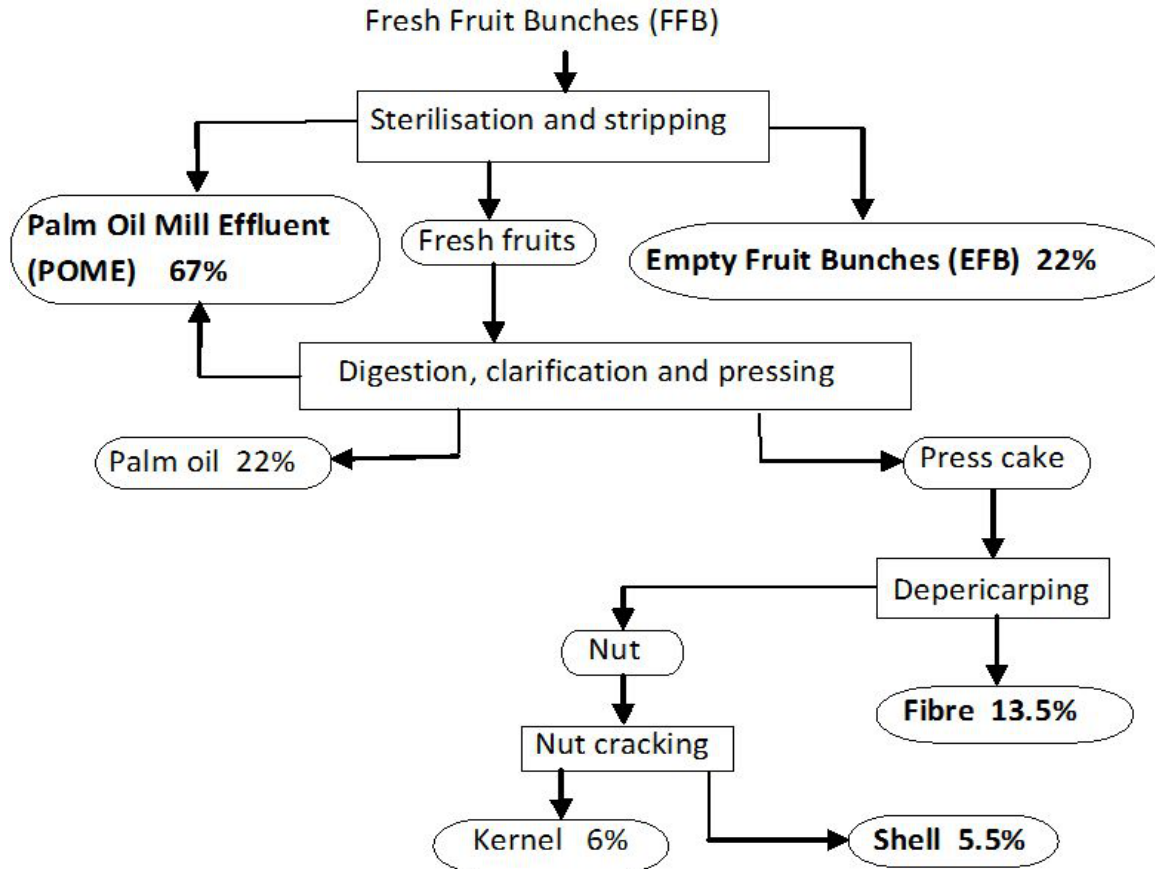 Fresh Fruit Bunches (FFB)
Sterilisation and stripping
Palm Oil Mill Effluent
(POME) 67%
Fresh fruits
Empty Fruit Bunches (EFB) 22%
Digestion, clarification and pressing
Palm oil 22%
Press cake
Depericarping
Nut
Fibre 13.5%
Nut cracking
Kernel 6%
Shell 5.5%